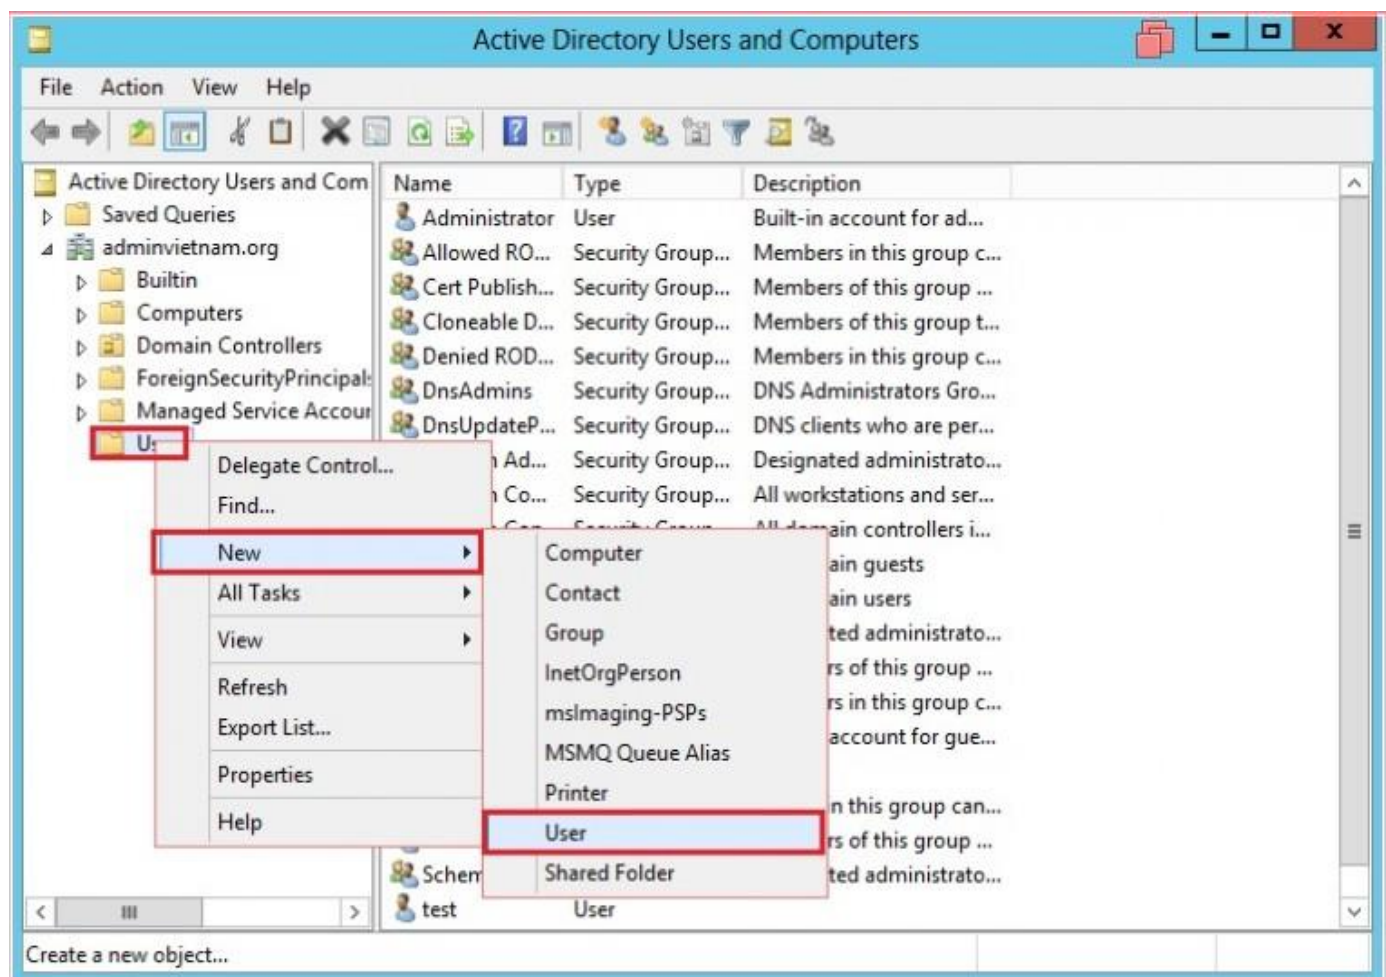 Active Directory Users and Computers
File Action View Help
Active Directory Users and Com
Saved Queries
adminvietnam.org
Builtin
Computers
Domain Controllers
ForeignSecurityPrincipals
Managed Service Accour
Name Type Description
Administrator User Built-in account for ad...
Allowed RO... Security Group... Members in this group c...
Cert Publish... Security Group... Members of this group ...
Cloneable D... Security Group... Members of this group t...
Denied ROD... Security Group... Members in this group c...
DnsAdmins Security Group... DNS Administrators Gro...
DnsUpdateP... Security Group... DNS clients who are per...
Ad... Security Group... Designated administrato...
Co... Security Group... All workstations and ser...
ain controllers i...
ain guests
ain users
ted administrato...
rs of this group ...
rs in this group c...
account for gue...
n this group can...
rs of this group ...
Schem ted administrato...
test User
Delegate Control...
Find...
New
All Tasks
View
Refresh
Export List...
Properties
Help
Computer
Contact
Group
InetOrgPerson
msImaging-PSPs
MSMQ Queue Alias
Printer
User
Shared Folder
Create a new object...